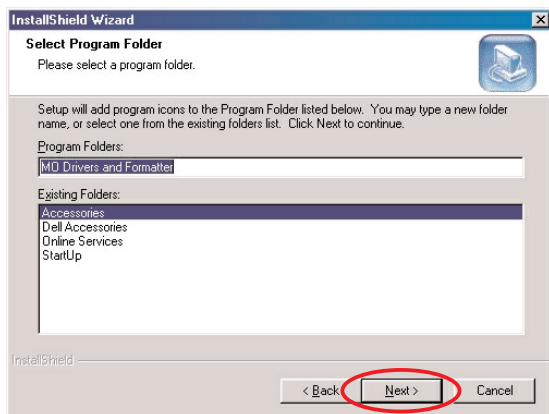 InstallShield Wizard
Select Program Folder
Please select a program folder.
Setup will add program icons to the Program Folder listed below. You may type a new folder
name, or select one from the existing folders list. Click Next to continue.
Program Folders:
MO Drivers and Formatter
Existing Folders:
Accessories
Dell Accessories
Online Services
StartUp
InstallShield
< Back
Next >
Cancel